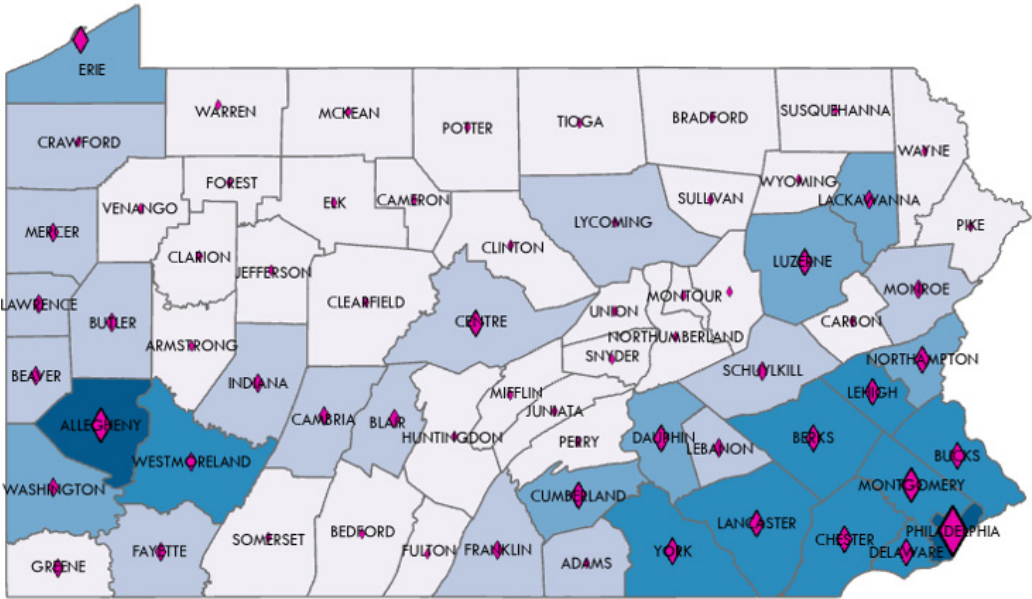 ERIE
WARREN
MCKEAN
POTTER
TIOGA
BRADFORD
SUSQUEHANNA
CRAWFORD
WAYNE
FOREST
VENANGO
ELK
CAMERON
SULLIVAN
WYOMING
LACKAWANNA
MERCER
LYCOMING
PIKE
CLARION
CLINTON
JEFFERSON
LUZERNE
LAWRENCE
CLEARFIELD
MONTOUR
MONROE
BUTLER
CENTRE
UNION
CARBON
ARMSTRONG
NORTHUMBERLAND
SNYDER
NORTHAMPTON
BEAVER
INDIANA
SCHUYLKILL
MIFFLIN
LEHIGH
ALLEGHENY
CAMBRIA
BLAIR
JUNIATA
HUNTINGDON
PERRY
DAUPHIN
LEBANON
BERKS
WESTMORELAND
BUCKS
WASHINGTON
CUMBERLAND
MONTGOMERY
LANCASTER
SOMERSET
BEDFORD
PHILADELPHIA
FAYETTE
FULTON
FRANKLIN
YORK
CHESTER
DELAWARE
GREENE
ADAMS